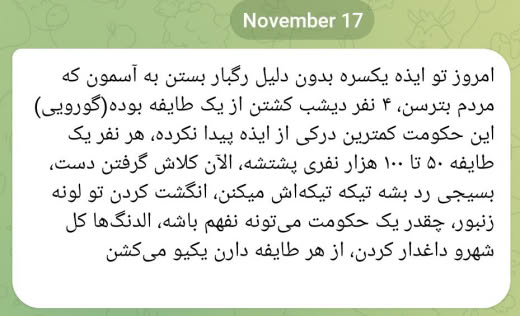 November 17
امروز تو ایذه یکسره بدون دلیل رگبار بستن به آسمون که
مردم بترسن، ۴ نفر دیشب کشتن از یک طایفه بوده(گورویی)
این حکومت کمترین درکی از ایذه پیدا نکرده، هر نفر یک
طایفه ۵۰ تا ۱۰۰ هزار نفری پشتشه، الآن کلاش گرفتن دست،
بسیجی رد بشه تیکه تیکه‌اش میکنن، انگشت کردن تو لونه
زنبور، چقدر یک حکومت می‌تونه نفهم باشه، الدنگ‌ها کل
شهرو داغدار کردن، از هر طایفه دارن یکیو می‌کشن